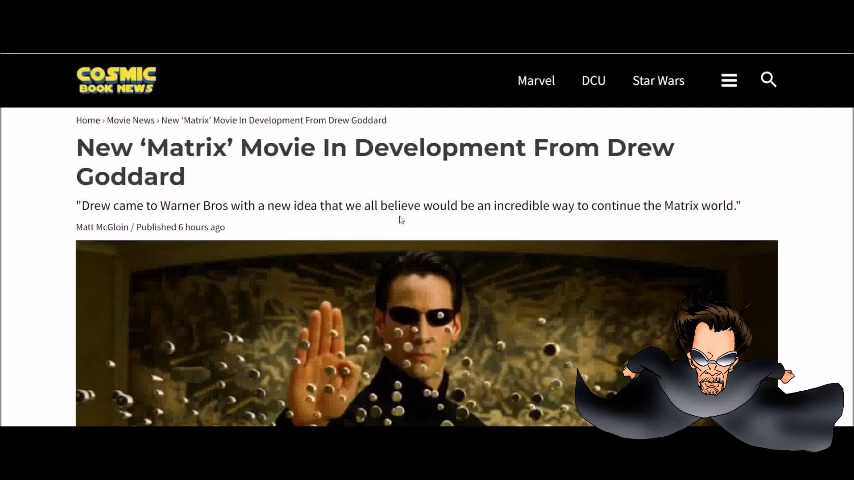 COSMIC
BOOK NEWS
Marvel DCU Star Wars
Home › Movie News › New ‘Matrix’ Movie In Development From Drew Goddard
New ‘Matrix’ Movie In Development From Drew
Goddard
"Drew came to Warner Bros with a new idea that we all believe would be an incredible way to continue the Matrix world."
Matt McGloin / Published 6 hours ago